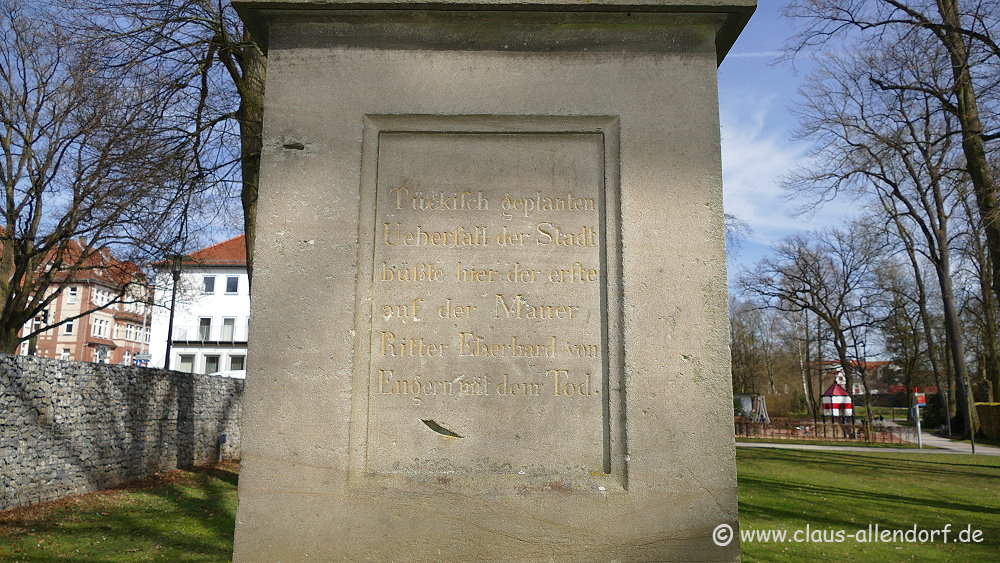 Tückiſch geplanten
Ueberfall der Stadt
büßte hier der erſte
auf der Mauer
Ritter Eberhard von
Engern mit dem Tod.
© www.claus-allendorf.de